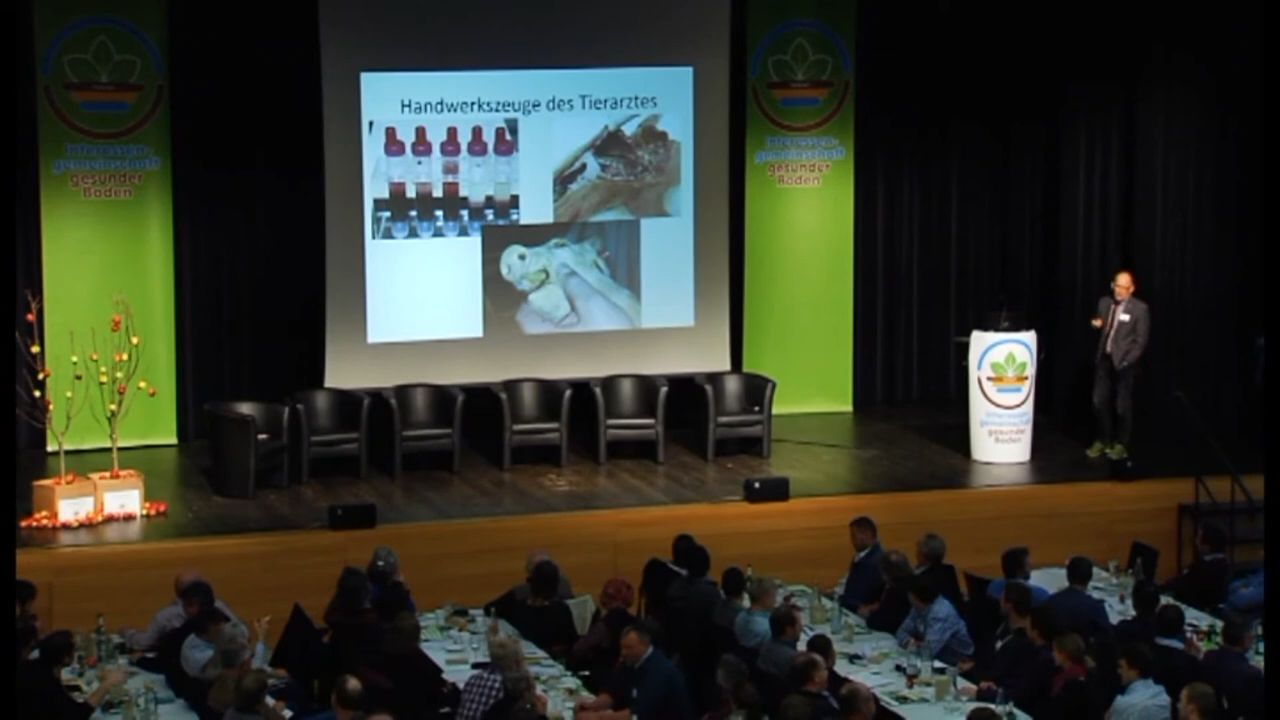 Handwerkszeuge des Tierarztes
Interessen-
gemeinschaft
gesunder
Boden
Interessen-
gemeinschaft
gesunder
Boden
Interessen-
gemeinschaft
gesunder
Boden